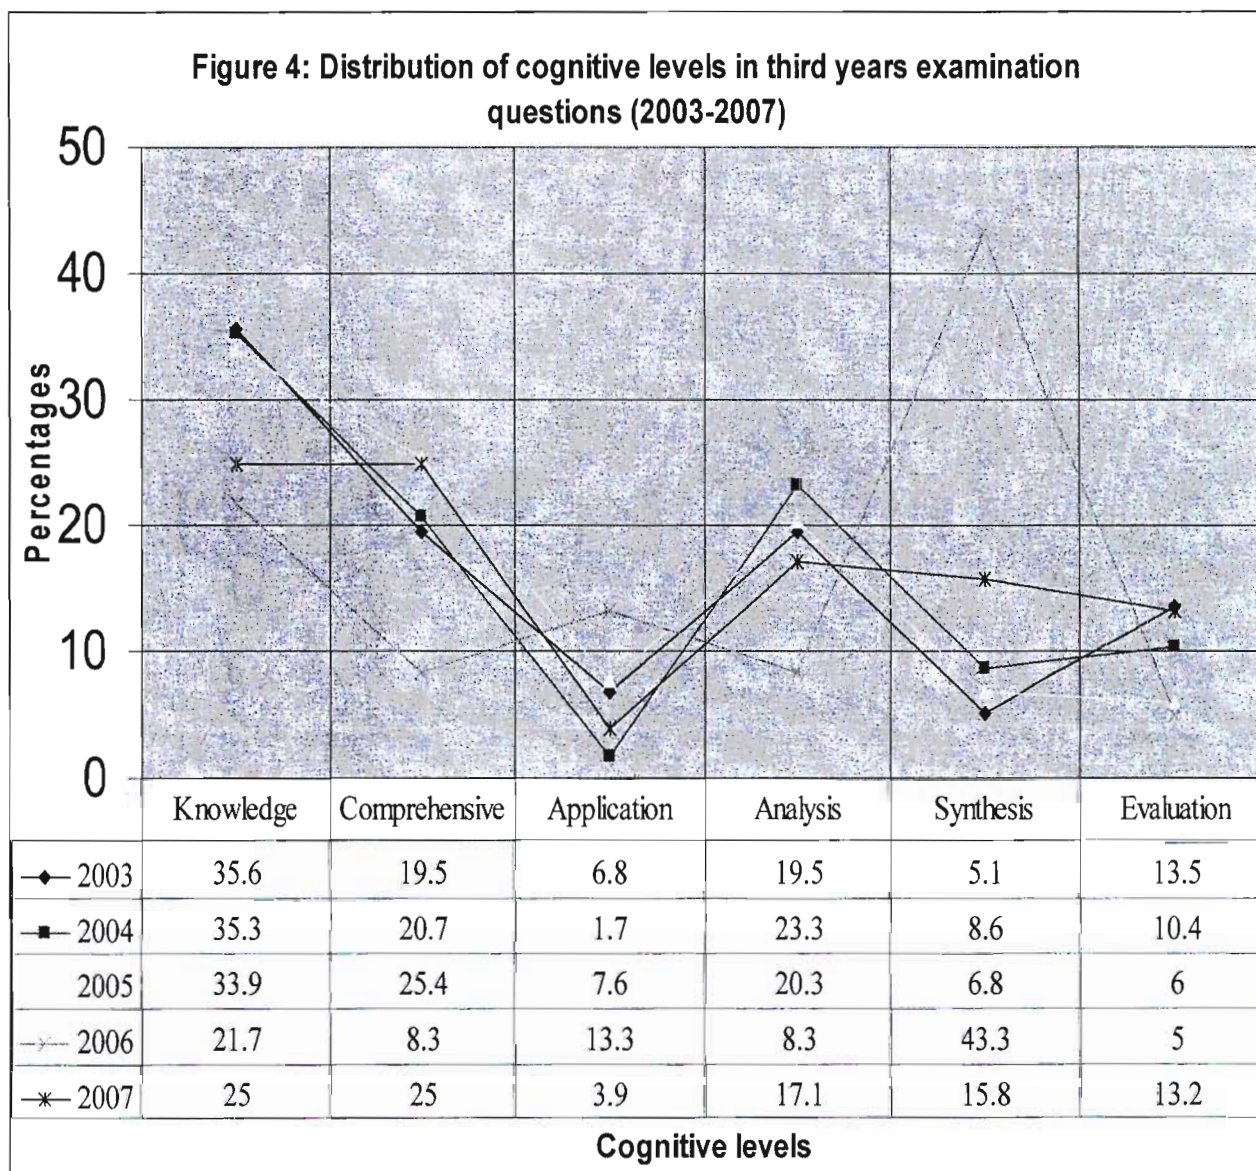 Figure 4: Distribution of cognitive levels in third years examination
questions (2003-2007)
50
40
30
20
10
0
Percentages
Knowledge Comprehensive Application Analysis Synthesis Evaluation
2003 35.6 19.5 6.8 19.5 5.1 13.5
2004 35.3 20.7 1.7 23.3 8.6 10.4
2005 33.9 25.4 7.6 20.3 6.8 6
2006 21.7 8.3 13.3 8.3 43.3 5
2007 25 25 3.9 17.1 15.8 13.2
Cognitive levels